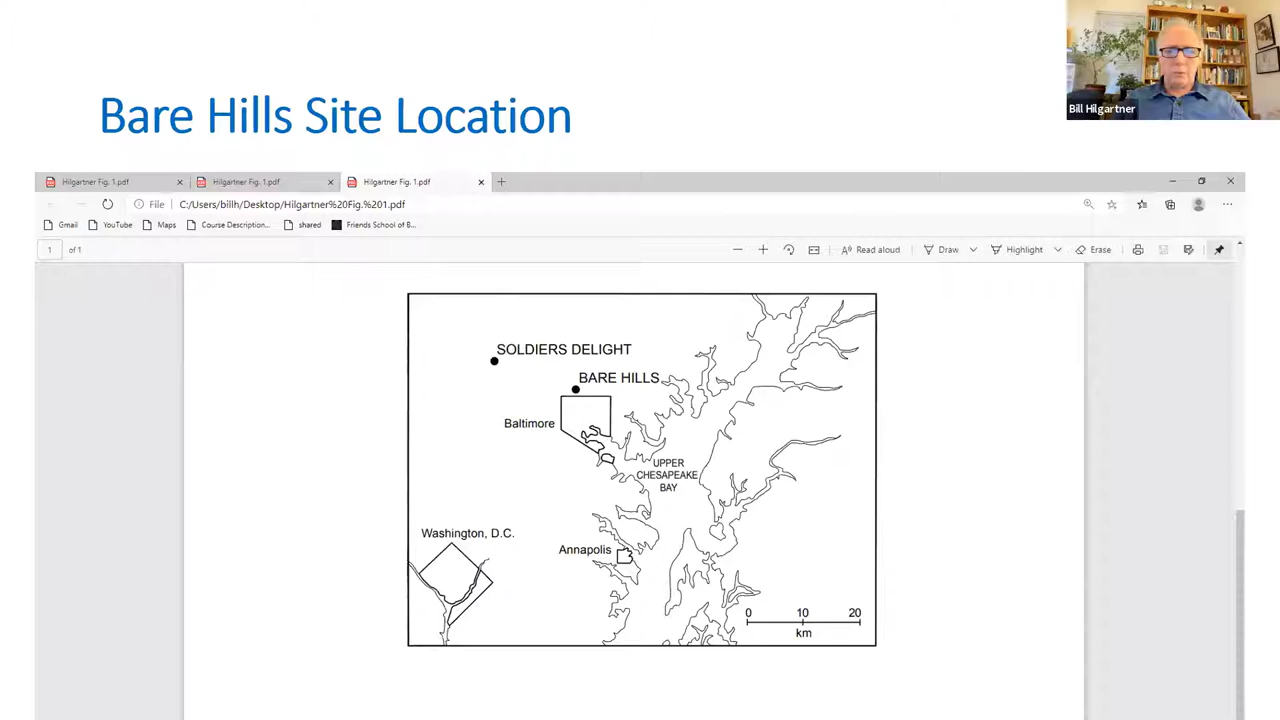 Bill Hilgartner
Bare Hills Site Location
Hilgartner Fig. 1.pdf
Hilgartner Fig. 1.pdf
Hilgartner Fig. 1.pdf
File
C:/Users/billh/Desktop/Hilgartner%20Fig.%201.pdf
Gmail
YouTube
Maps
Course Description...
shared
Friends School of B...
1
of 1
Read aloud
Draw
Highlight
Erase
SOLDIERS DELIGHT
BARE HILLS
Baltimore
UPPER
CHESAPEAKE
BAY
Washington, D.C.
Annapolis
0 10 20
km